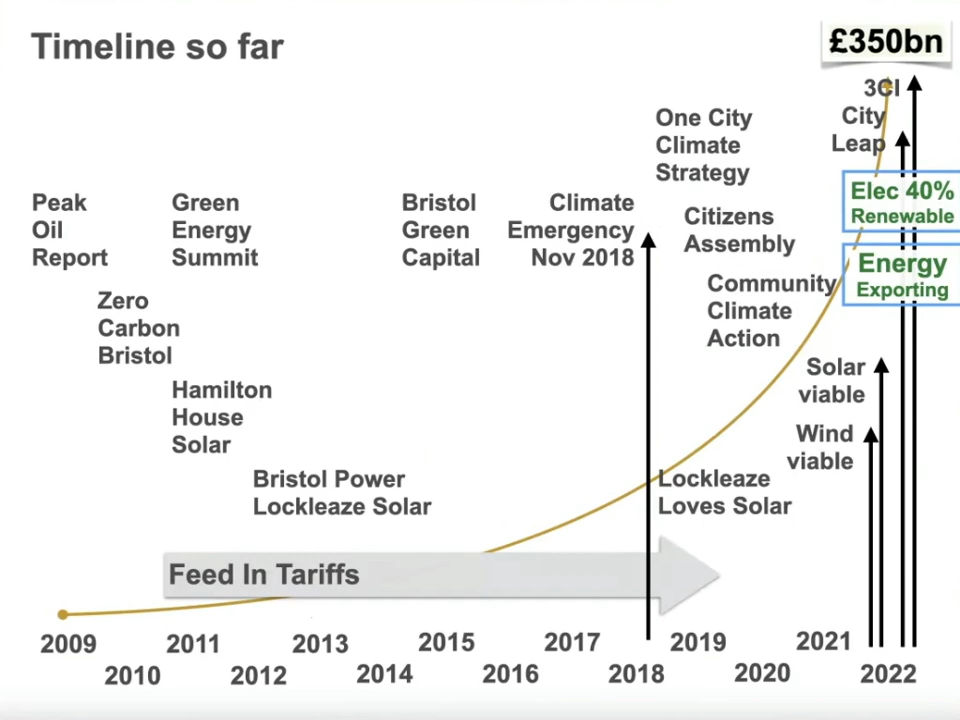 Timeline so far
£350bn
3CI
City
Leap
One City
Climate
Strategy
Elec 40%
Renewable
Peak
Oil
Report
Green
Energy
Summit
Bristol
Green
Capital
Climate
Emergency
Nov 2018
Citizens
Assembly
Energy
Exporting
Zero
Carbon
Bristol
Community
Climate
Action
Hamilton
House
Solar
Solar
viable
Wind
viable
Bristol Power
Lockleaze Solar
Lockleaze
Loves Solar
Feed In Tariffs
2009
2010
2011
2012
2013
2014
2015
2016
2017
2018
2019
2020
2021
2022